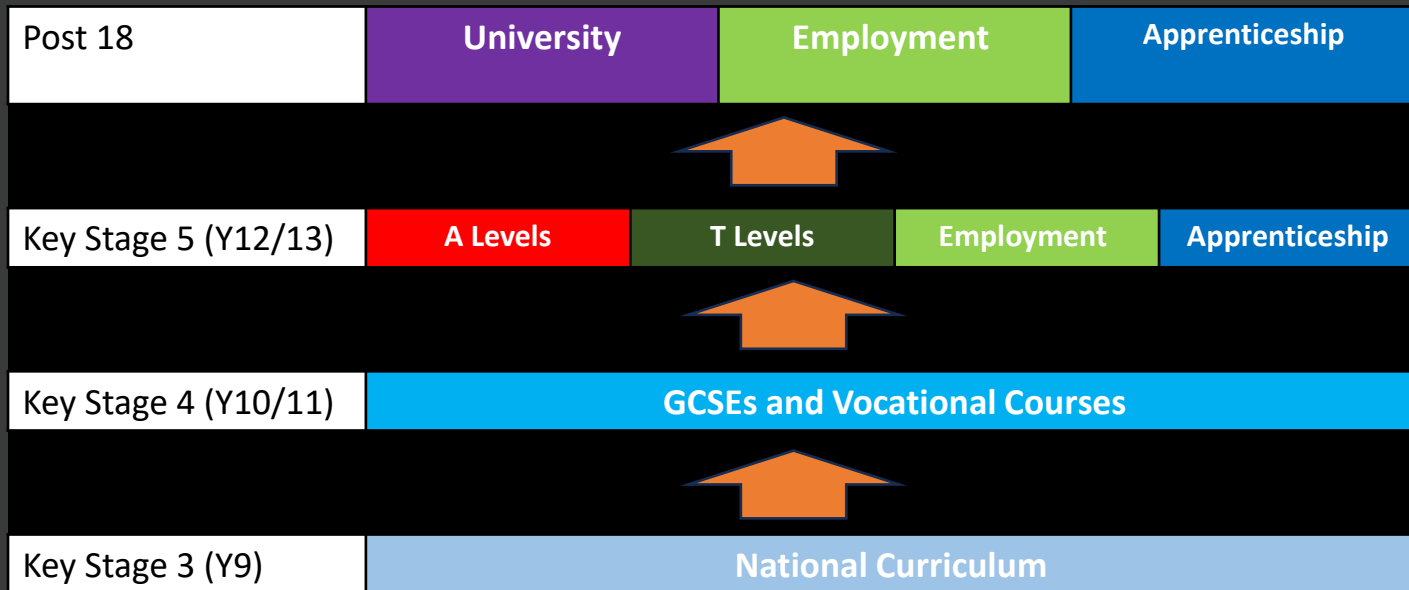 Post 18
University
Employment
Apprenticeship
Key Stage 5 (Y12/13)
A Levels
T Levels
Employment
Apprenticeship
Key Stage 4 (Y10/11)
GCSEs and Vocational Courses
Key Stage 3 (Y9)
National Curriculum